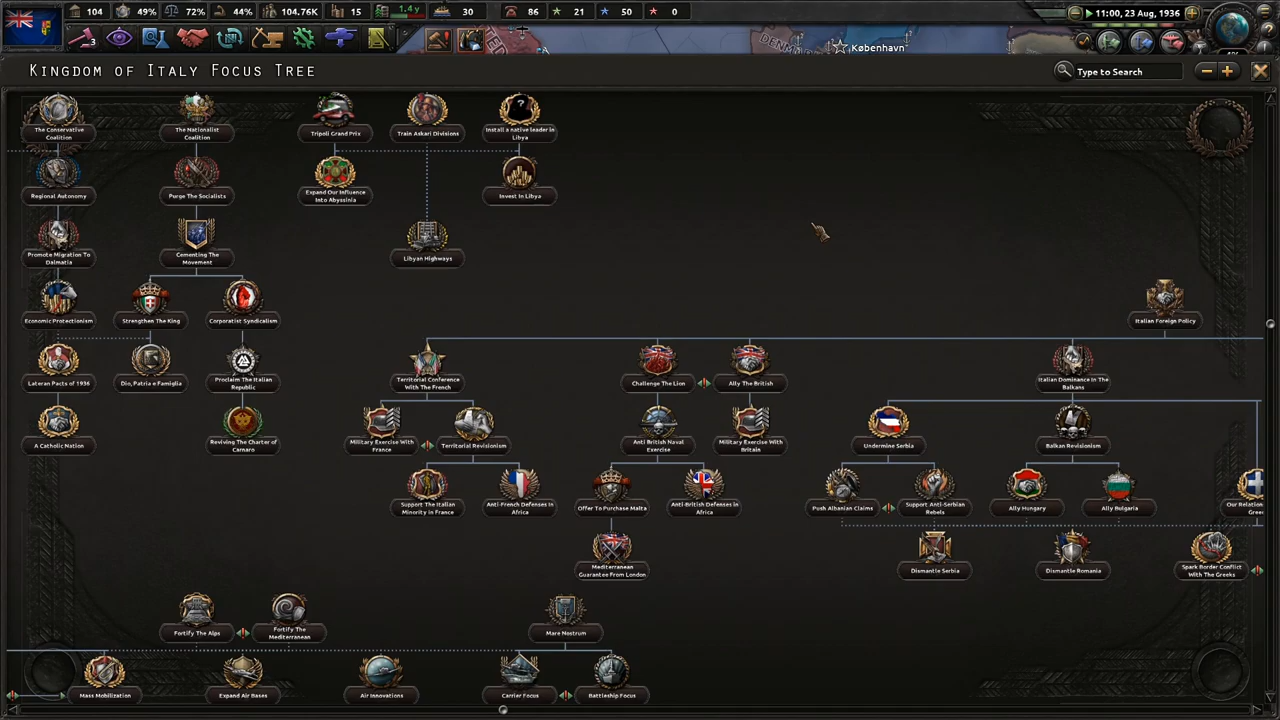 104
49%
72%
44%
104.76K
15
1.4y
30
86
21
50
0
11:00, 23 Aug, 1936
3
København
Kingdom of Italy Focus Tree
Type to Search
The Conservative
Coalition
The Nationalist
Coalition
Tripoli Grand Prix
Train Askari Divisions
Install a native leader in
Libya
Regional Autonomy
Purge The Socialists
Expand Our Influence
Into Abyssinia
Invest In Libya
Promote Migration To
Dalmatia
Cementing The
Movement
Libyan Highways
Economic Protectionism
Strengthen The King
Corporatist Syndicalism
Italian Foreign Policy
Lateran Pacts of 1936
Dio, Patria e Famiglia
Proclaim The Italian
Republic
Territorial Conference
With The French
Challenge The Lion
Ally The British
Italian Dominance In The
Balkans
A Catholic Nation
Reviving The Charter of
Carnaro
Military Exercise With
France
Territorial Revisionism
Anti British Naval
Exercise
Military Exercise With
Britain
Undermine Serbia
Balkan Revisionism
Support The Italian
Minority in France
Anti-French Defenses In
Africa
Offer To Purchase Malta
Anti-British Defenses in
Africa
Push Albanian Claims
Support Anti-Serbian
Rebels
Ally Hungary
Ally Bulgaria
Our Relation
Gree
Mediterranean
Guarantee From London
Dismantle Serbia
Dismantle Romania
Spark Border Conflict
With The Greeks
Fortify The Alps
Fortify The
Mediterranean
Mare Nostrum
Mass Mobilization
Expand Air Bases
Air Innovations
Carrier Focus
Battleship Focus